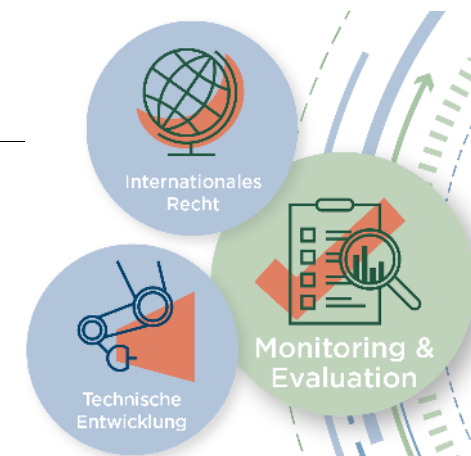 Internationales
Recht
Monitoring &
Evaluation
Technische
Entwicklung